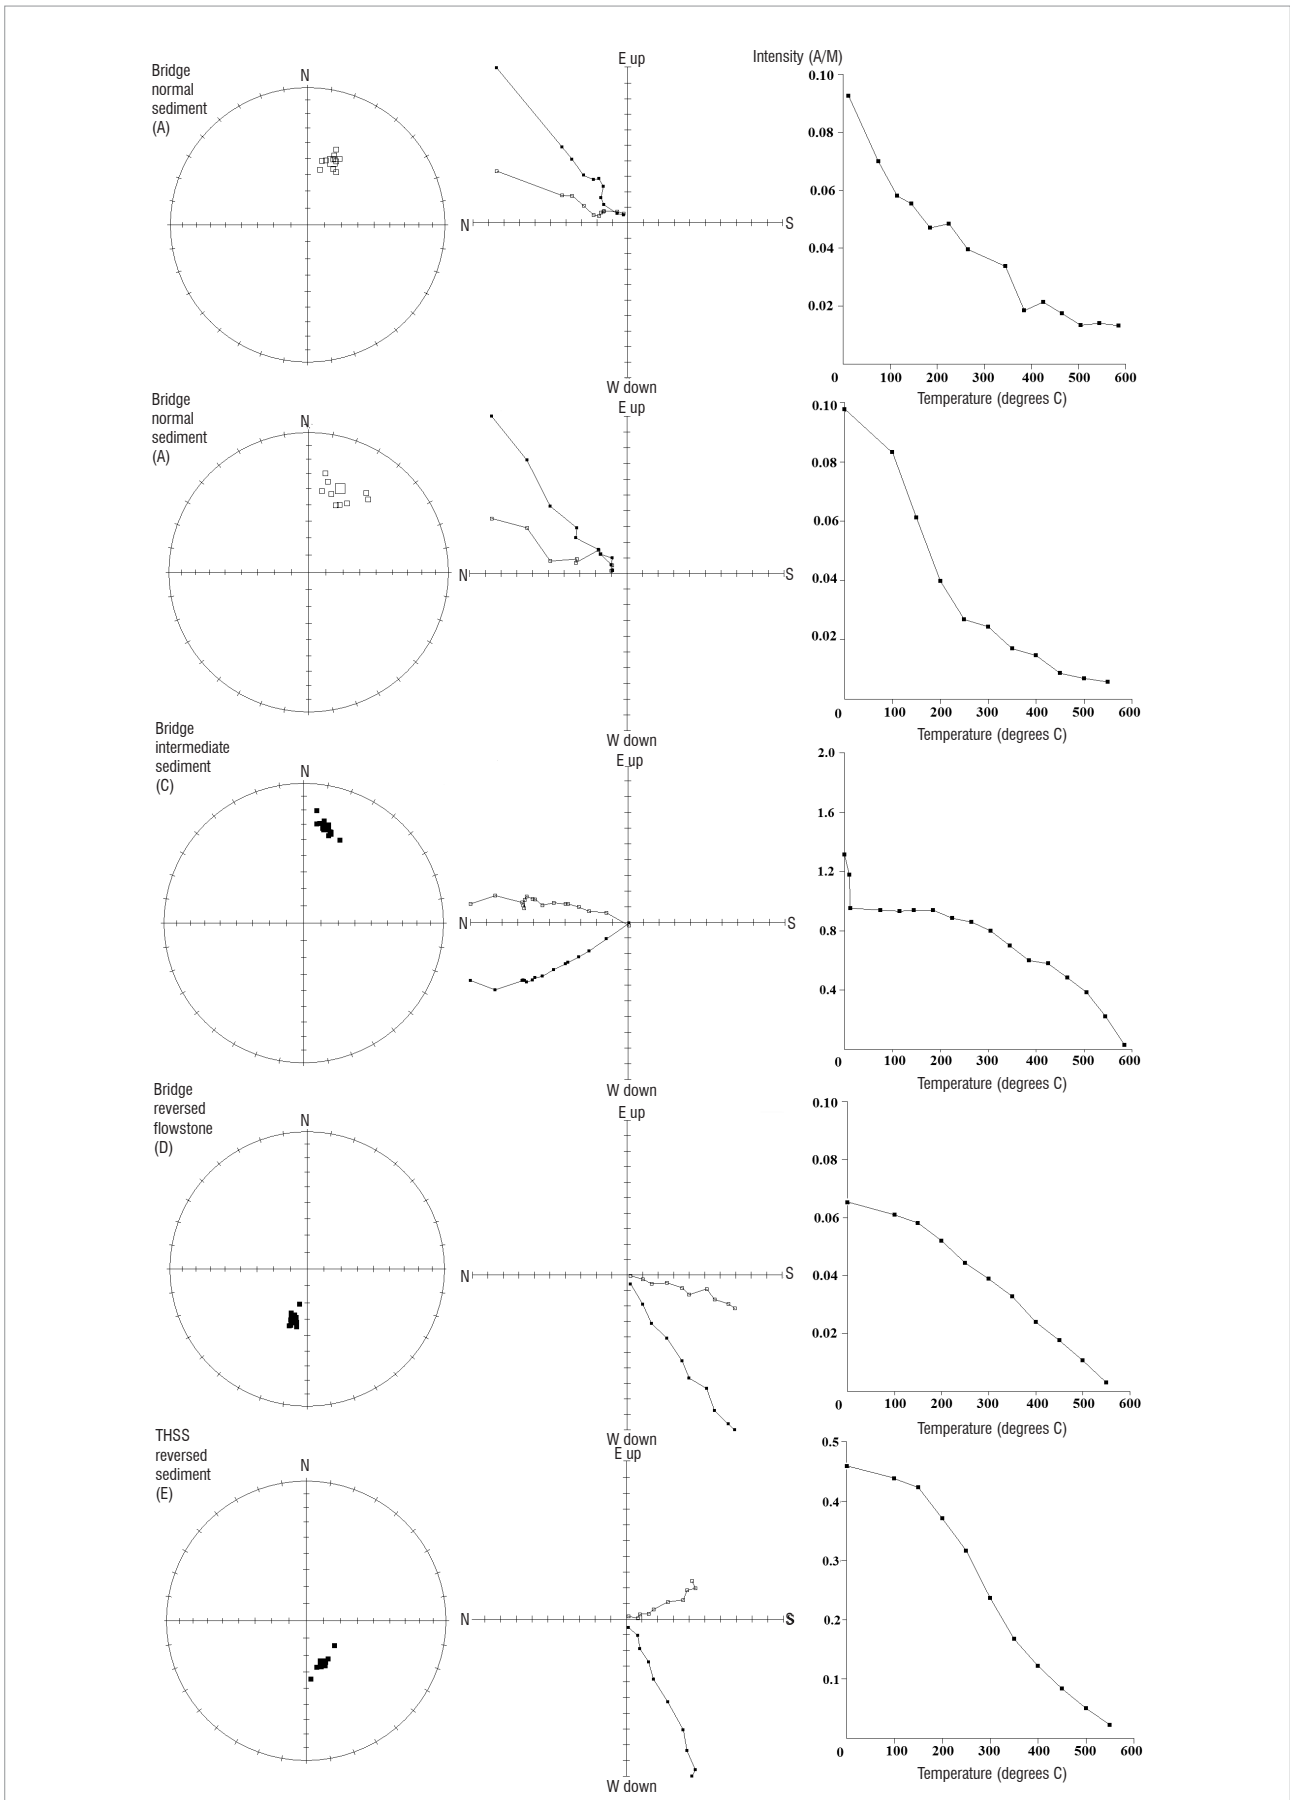 Bridge
normal
sediment
(A)
N
E up
N
S
W down
Intensity (A/M)
0.10
0.08
0.06
0.04
0.02
0 100 200 300 400 500 600
Temperature (degrees C)
Bridge
normal
sediment
(A)
N
E up
N
S
W down
0.10
0.08
0.06
0.04
0.02
0 100 200 300 400 500 600
Temperature (degrees C)
Bridge
intermediate
sediment
(C)
N
E up
N
S
W down
2.0
1.6
1.2
0.8
0.4
0 100 200 300 400 500 600
Temperature (degrees C)
Bridge
reversed
flowstone
(D)
N
E up
N
S
W down
0.10
0.08
0.06
0.04
0.02
0 100 200 300 400 500 600
Temperature (degrees C)
THSS
reversed
sediment
(E)
N
E up
N
S
W down
0.5
0.4
0.3
0.2
0.1
0 100 200 300 400 500 600
Temperature (degrees C)